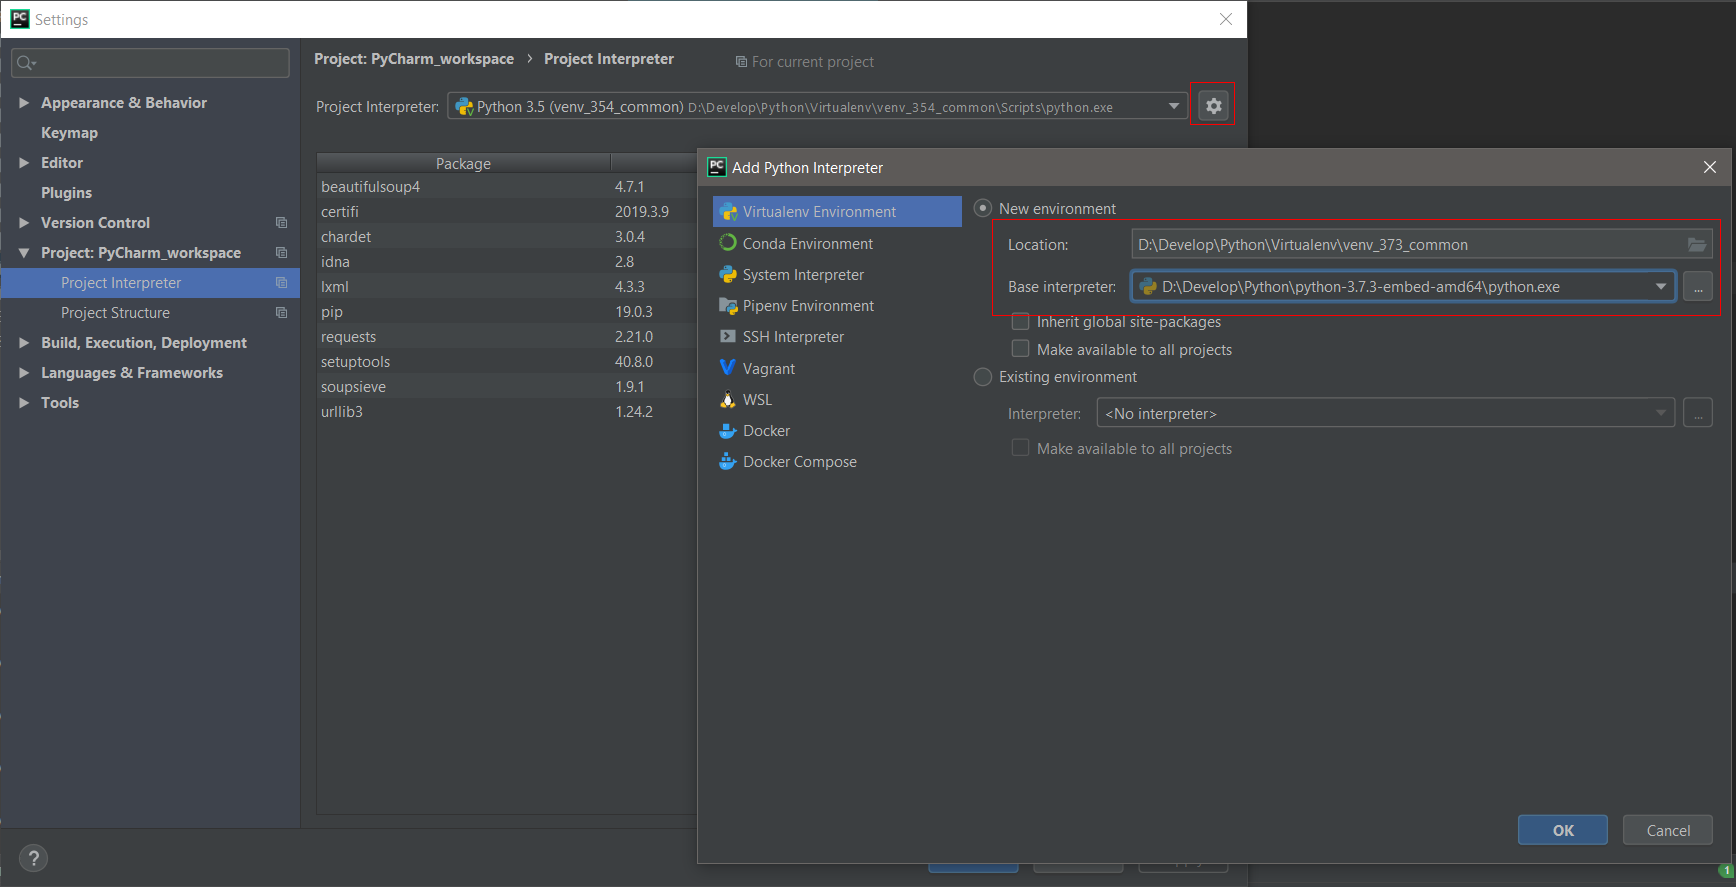 PC Settings
Project: PyCharm_workspace › Project Interpreter For current project
Appearance & Behavior
Keymap
Editor
Plugins
Version Control
Project: PyCharm_workspace
Project Interpreter
Project Structure
Build, Execution, Deployment
Languages & Frameworks
Tools
Project Interpreter: Python 3.5 (venv_354_common) D:\Develop\Python\Virtualenv\venv_354_common\Scripts\python.exe
Package
beautifulsoup4 4.7.1
certifi 2019.3.9
chardet 3.0.4
idna 2.8
lxml 4.3.3
pip 19.0.3
requests 2.21.0
setuptools 40.8.0
soupsieve 1.9.1
urllib3 1.24.2
PC Add Python Interpreter
Virtualenv Environment
Conda Environment
System Interpreter
Pipenv Environment
SSH Interpreter
Vagrant
WSL
Docker
Docker Compose
New environment
Location: D:\Develop\Python\Virtualenv\venv_373_common
Base interpreter: D:\Develop\Python\python-3.7.3-embed-amd64\python.exe ...
Inherit global site-packages
Make available to all projects
Existing environment
Interpreter: <No interpreter> ...
Make available to all projects
OK Cancel
?
1